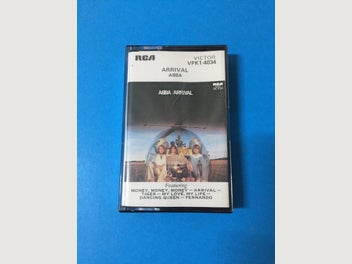 RCA VICTOR
VPK1-4034
ARRIVAL
ABBA
ABBA ARRIVAL
RCA
Featuring
MONEY, MONEY, MONEY — ARRIVAL —
TIGER — MY LOVE, MY LIFE —
DANCING QUEEN — FERNANDO